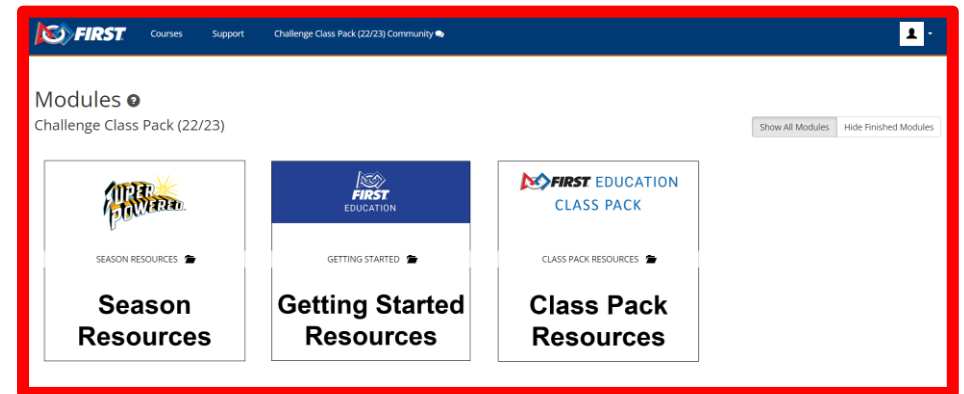 FIRST Courses Support Challenge Class Pack (22/23) Community
Modules
Challenge Class Pack (22/23)
Show All Modules Hide Finished Modules
SUPER
POWERED
SEASON RESOURCES
Season
Resources
FIRST
EDUCATION
GETTING STARTED
Getting Started
Resources
FIRST EDUCATION
CLASS PACK
CLASS PACK RESOURCES
Class Pack
Resources